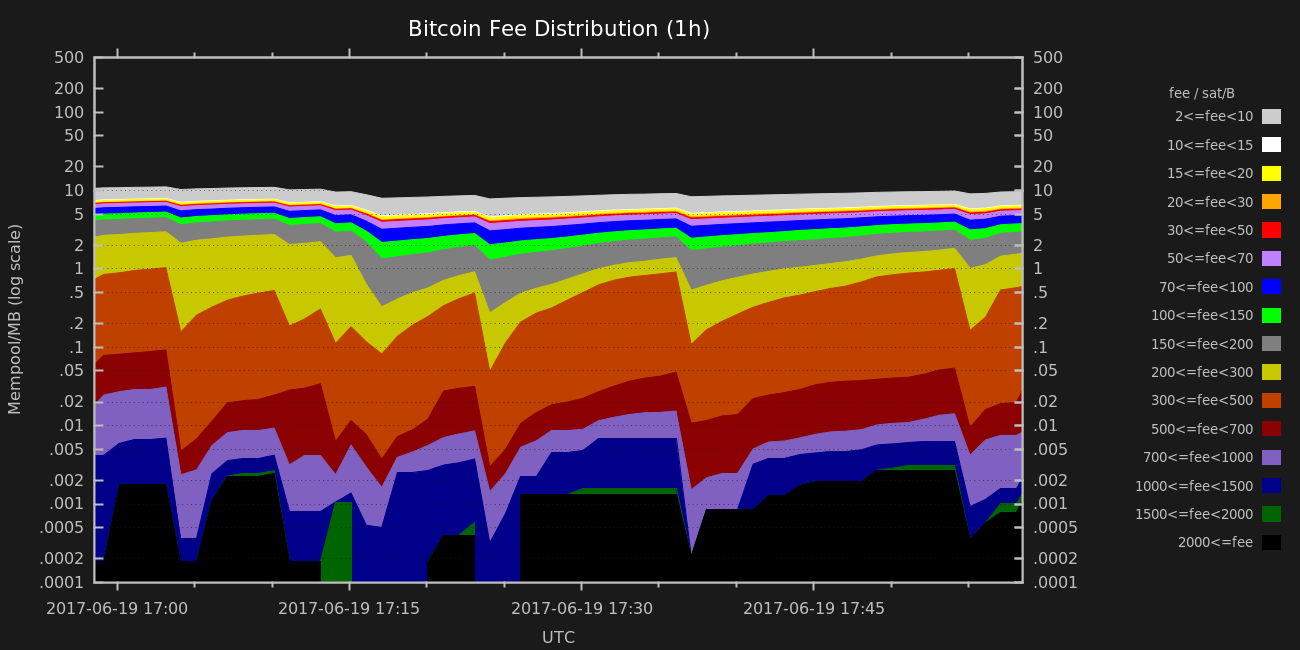 Bitcoin Fee Distribution (1h)
500 500
200 200
100 100
50 50
20 20
10 10
5 5
2 2
1 1
.5 .5
.2 .2
.1 .1
.05 .05
.02 .02
.01 .01
.005 .005
.002 .002
.001 .001
.0005 .0005
.0002 .0002
.0001 .0001
Mempool/MB (log scale)
2017-06-19 17:00 2017-06-19 17:15 2017-06-19 17:30 2017-06-19 17:45
UTC
fee / sat/B
2<=fee<10
10<=fee<15
15<=fee<20
20<=fee<30
30<=fee<50
50<=fee<70
70<=fee<100
100<=fee<150
150<=fee<200
200<=fee<300
300<=fee<500
500<=fee<700
700<=fee<1000
1000<=fee<1500
1500<=fee<2000
2000<=fee